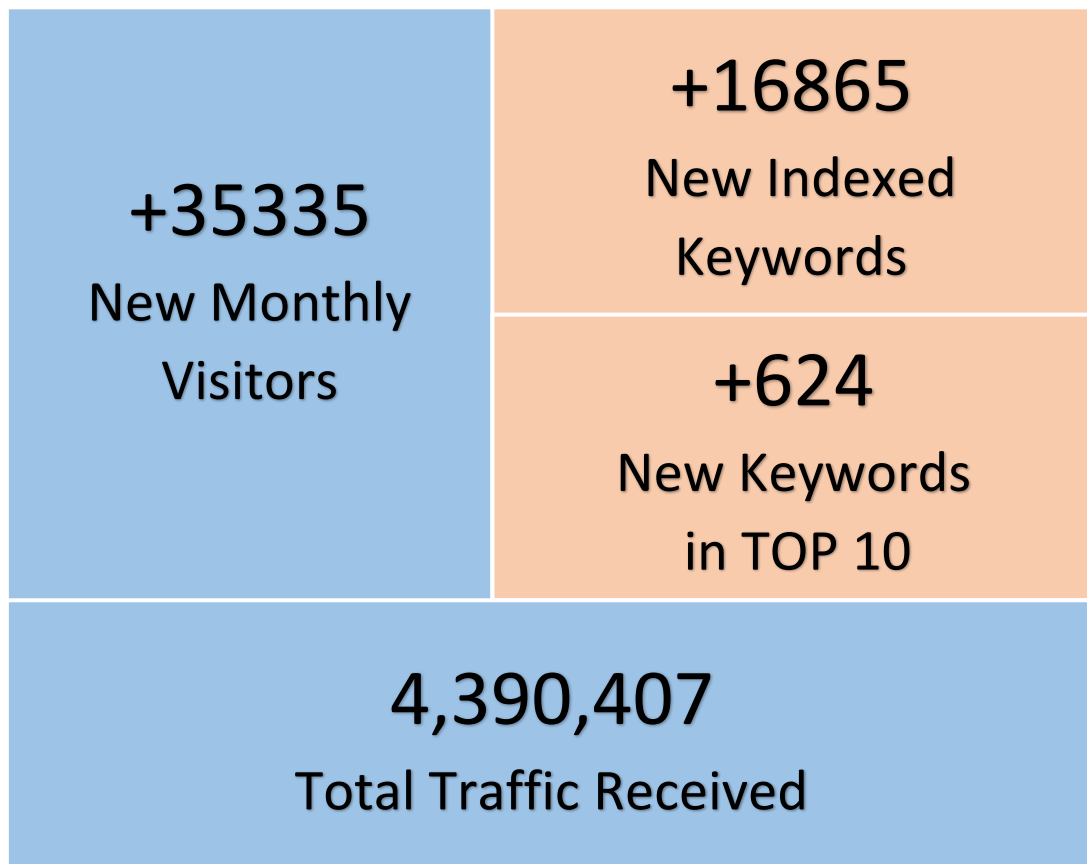 +35335
New Monthly
Visitors
+16865
New Indexed
Keywords
+624
New Keywords
in TOP 10
4,390,407
Total Traffic Received